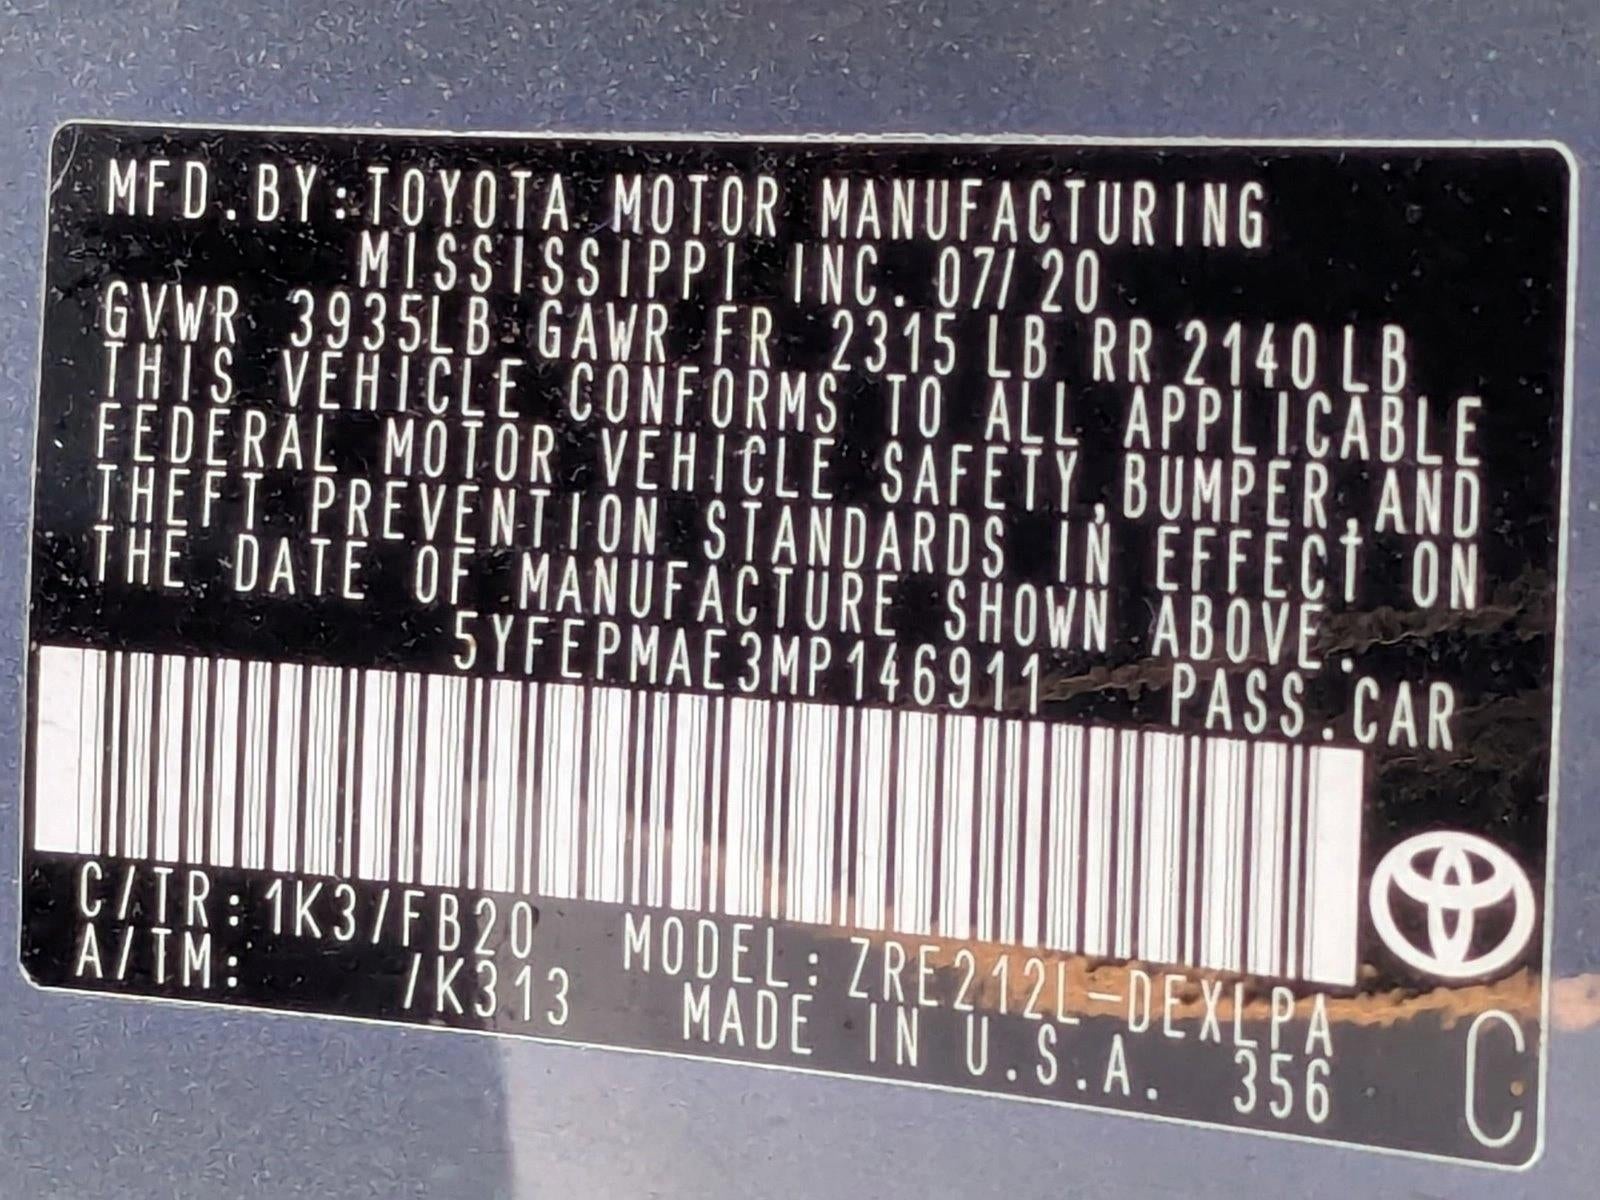 MFD.BY:TOYOTA MOTOR MANUFACTURING
MISSISSIPPI INC. 07/20
GVWR 3935LB GAWR FR 2315LB RR 2140LB
THIS VEHICLE CONFORMS TO ALL APPLICABLE
FEDERAL MOTOR VEHICLE SAFETY,BUMPER,AND
THEFT PREVENTION STANDARDS IN EFFECT ON
THE DATE OF MANUFACTURE SHOWN ABOVE.
5YFEPMAE3MP146911 PASS.CAR
C/TR:1K3/FB20 MODEL:ZRE212L-DEXLPA
A/TM: /K313 MADE IN U.S.A. 356
C